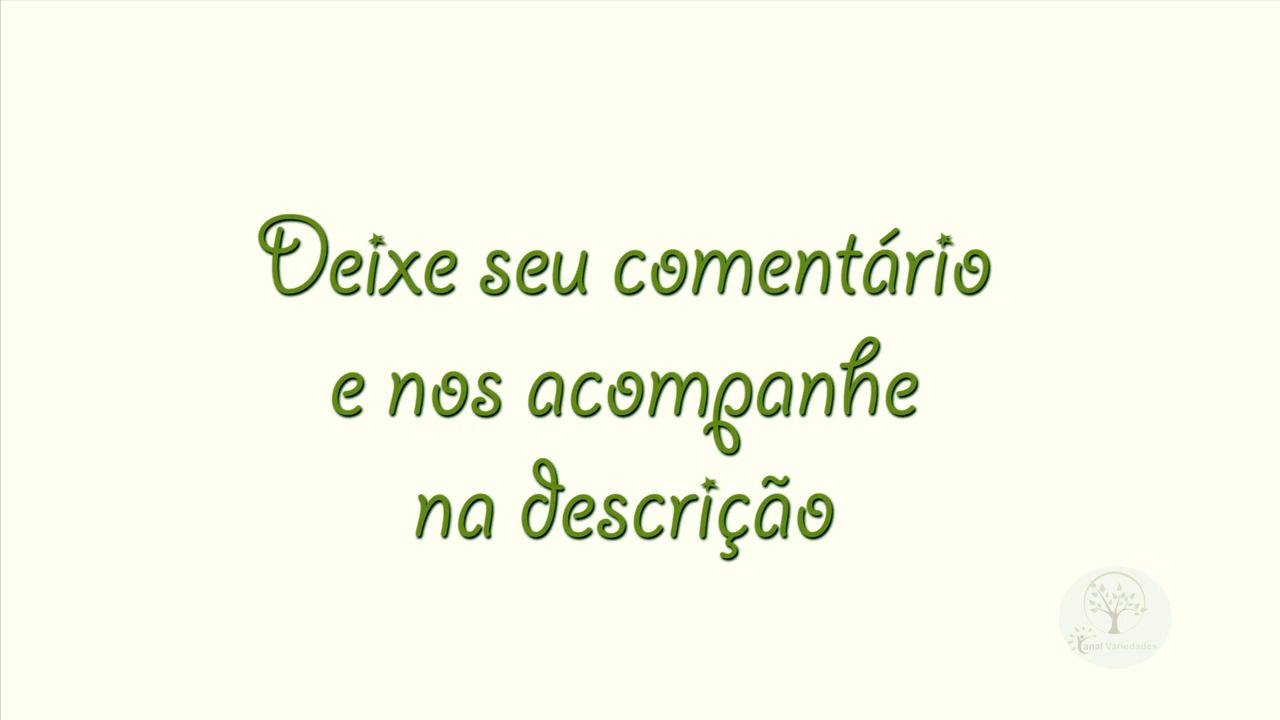 Deixe seu comentário
e nos acompanhe
na descrição
Canal Variedades